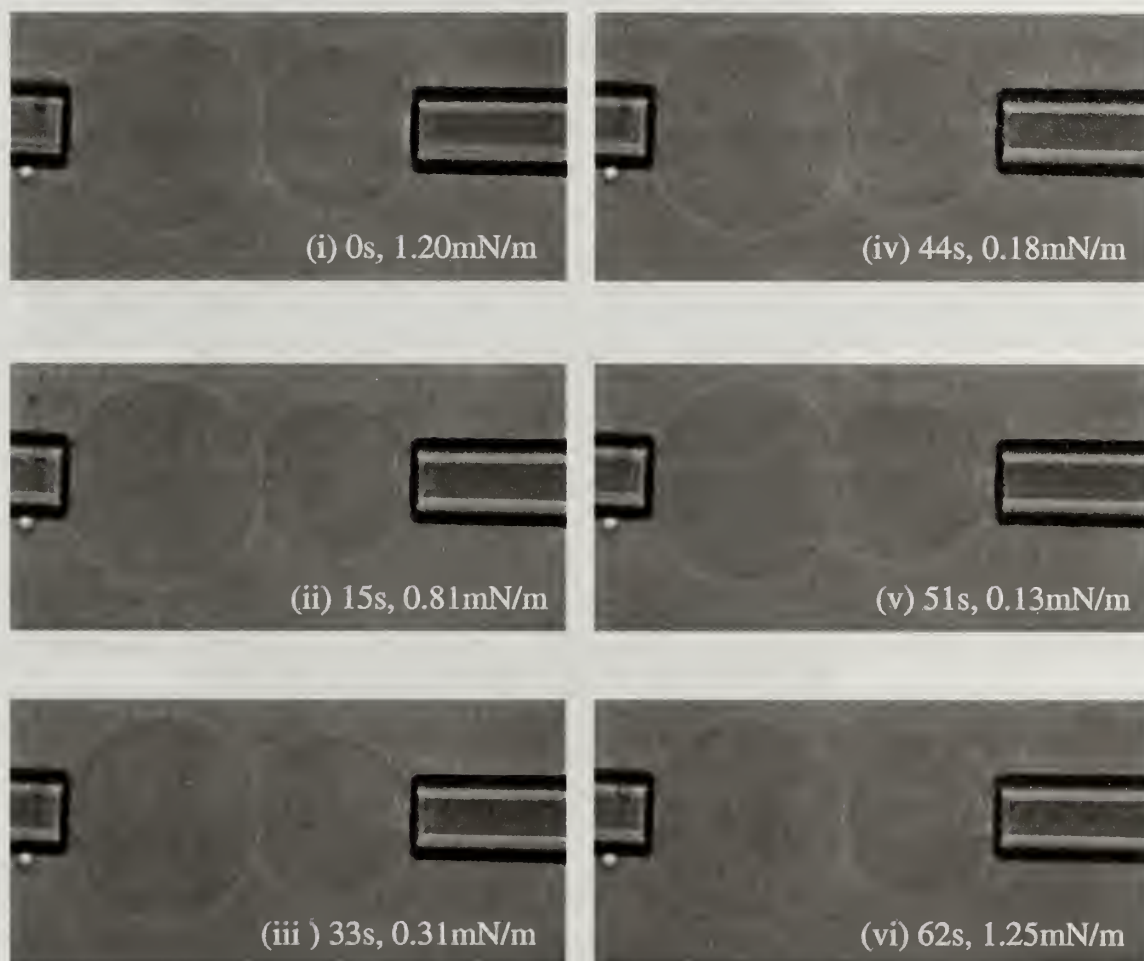 (i) 0s, 1.20mN/m
(iv) 44s, 0.18mN/m
(ii) 15s, 0.81mN/m
(v) 51s, 0.13mN/m
(iii ) 33s, 0.31mN/m
(vi) 62s, 1.25mN/m